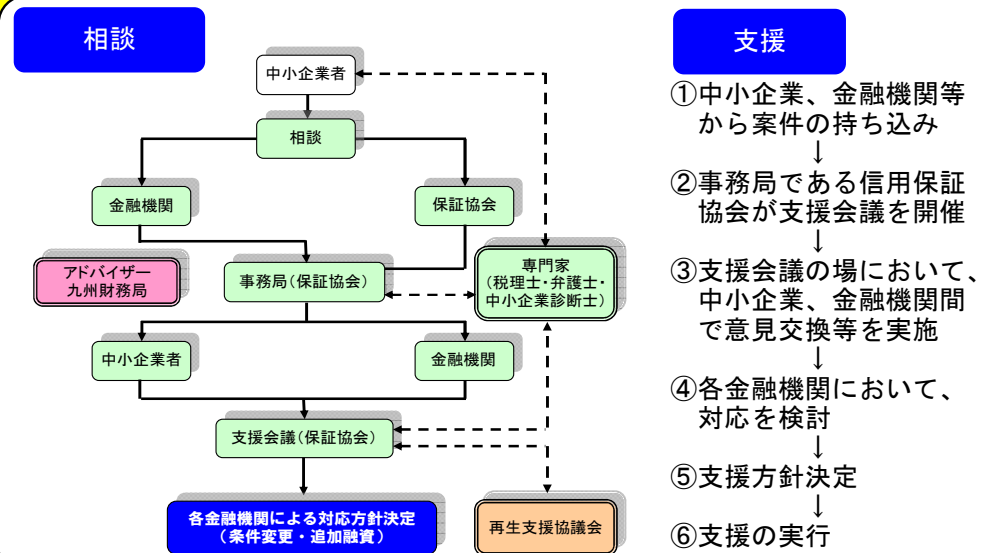 相談
中小企業者
相談
金融機関
保証協会
アドバイザー
九州財務局
事務局(保証協会)
専門家
(税理士・弁護士・
中小企業診断士)
中小企業者
金融機関
支援会議(保証協会)
各金融機関による対応方針決定
(条件変更・追加融資)
再生支援協議会
支援
①中小企業、金融機関等
から案件の持ち込み
↓
②事務局である信用保証
協会が支援会議を開催
↓
③支援会議の場において、
中小企業、金融機関間
で意見交換等を実施
↓
④各金融機関において、
対応を検討
↓
⑤支援方針決定
↓
⑥支援の実行